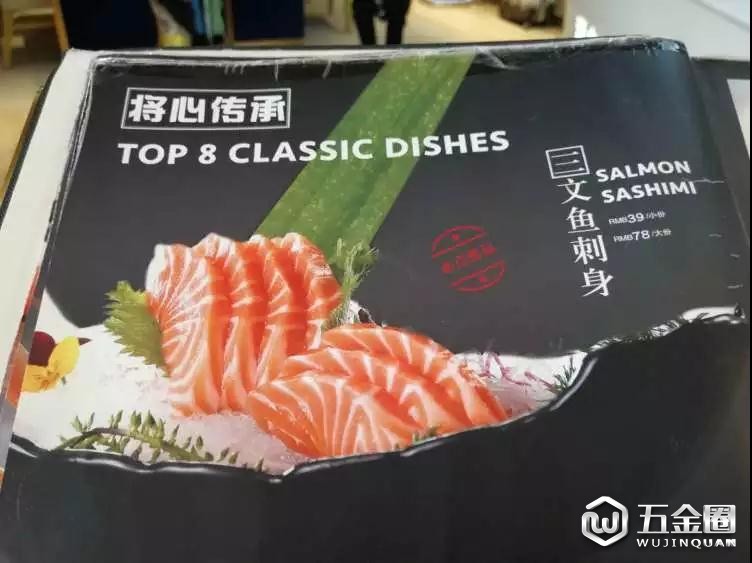 将心传承
TOP 8 CLASSIC DISHES
三文鱼刺身
SALMON
SASHIMI
RMB39/小份
RMB78/大份
五金圈
WUJINQUAN